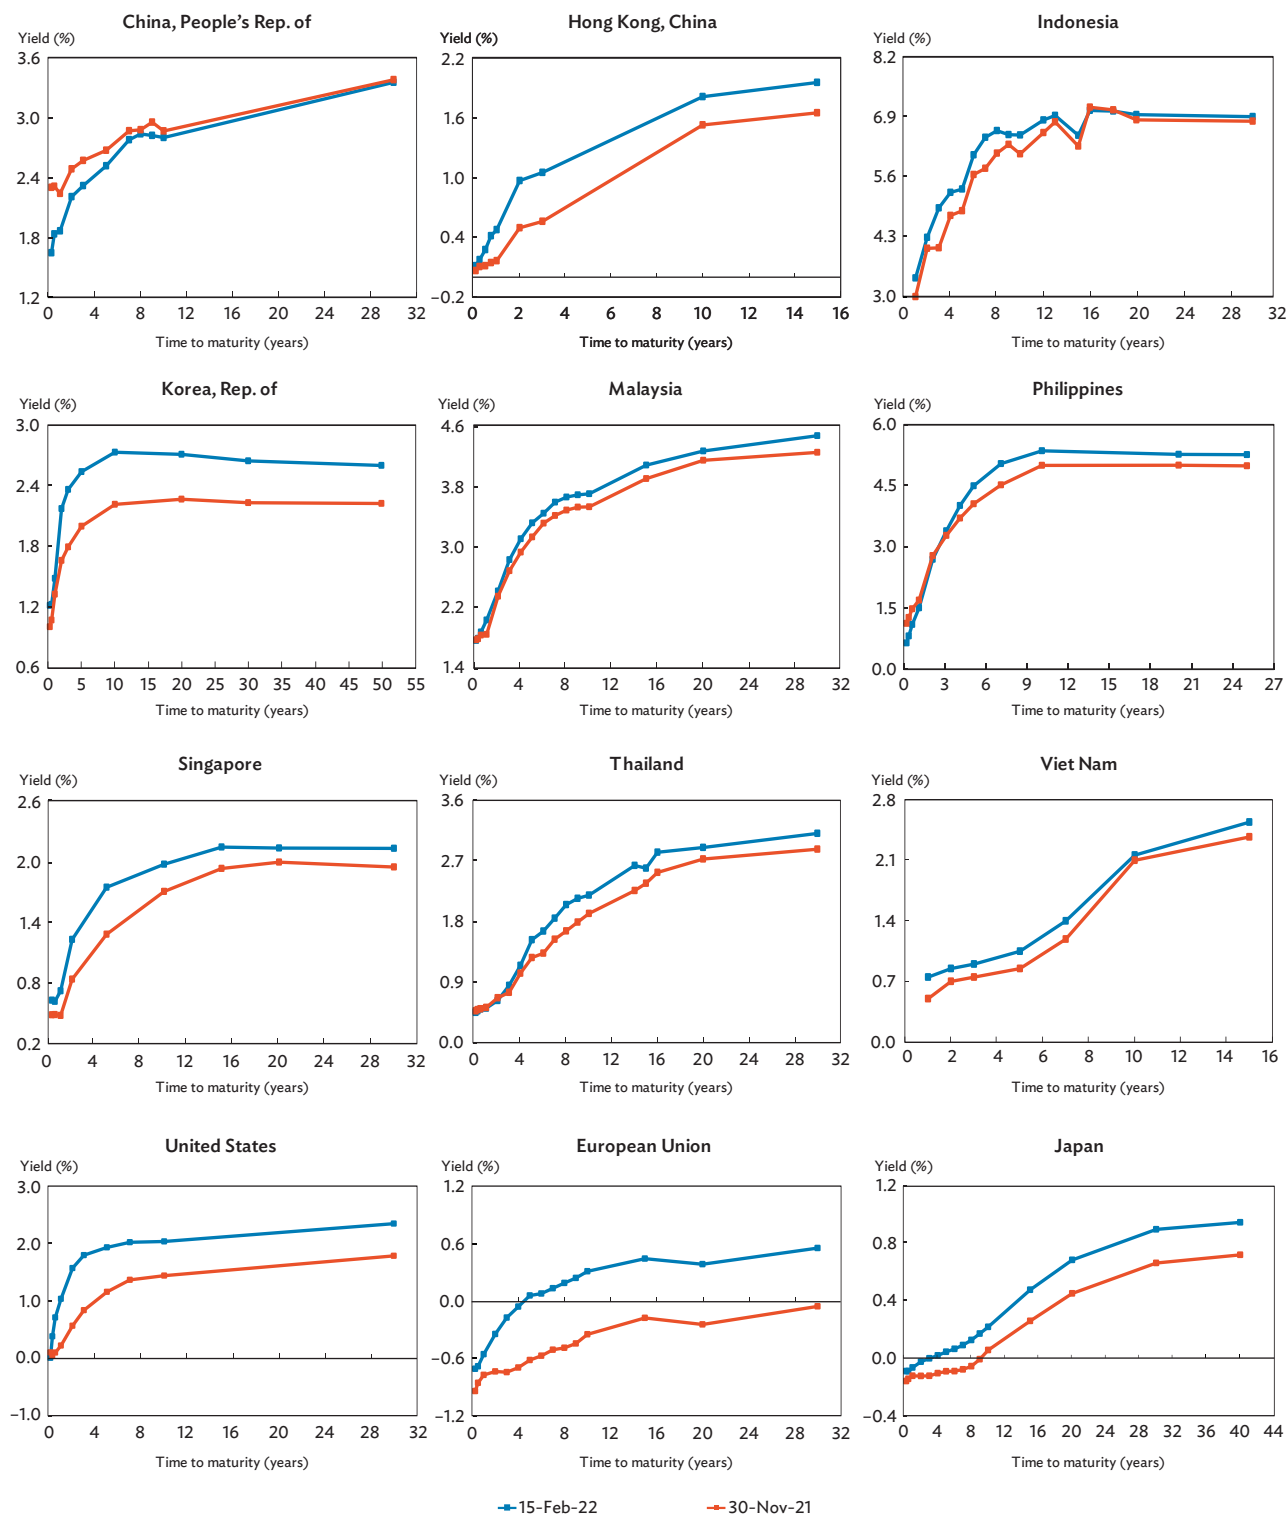 China, People's Rep. of
Yield (%)
3.6
3.0
2.4
1.8
1.2
0 4 8 12 16 20 24 28 32
Time to maturity (years)
Hong Kong, China
Yield (%)
2.2
1.6
1.0
0.4
−0.2
0 2 4 6 8 10 12 14 16
Time to maturity (years)
Indonesia
Yield (%)
8.2
6.9
5.6
4.3
3.0
0 4 8 12 16 20 24 28 32
Time to maturity (years)
Korea, Rep. of
Yield (%)
3.0
2.4
1.8
1.2
0.6
0 5 10 15 20 25 30 35 40 45 50 55
Time to maturity (years)
Malaysia
Yield (%)
4.6
3.8
3.0
2.2
1.4
0 4 8 12 16 20 24 28 32
Time to maturity (years)
Philippines
Yield (%)
6.0
4.5
3.0
1.5
0.0
0 3 6 9 12 15 18 21 24 27
Time to maturity (years)
Singapore
Yield (%)
2.6
2.0
1.4
0.8
0.2
0 4 8 12 16 20 24 28 32
Time to maturity (years)
Thailand
Yield (%)
3.6
2.7
1.8
0.9
0.0
0 4 8 12 16 20 24 28 32
Time to maturity (years)
Viet Nam
Yield (%)
2.8
2.1
1.4
0.7
0.0
0 2 4 6 8 10 12 14 16
Time to maturity (years)
United States
Yield (%)
3.0
2.0
1.0
0.0
−1.0
0 4 8 12 16 20 24 28 32
Time to maturity (years)
European Union
Yield (%)
1.2
0.6
0.0
−0.6
−1.2
0 4 8 12 16 20 24 28 32
Time to maturity (years)
Japan
Yield (%)
1.2
0.8
0.4
0.0
−0.4
0 4 8 12 16 20 24 28 32 36 40 44
Time to maturity (years)
15-Feb-22 30-Nov-21